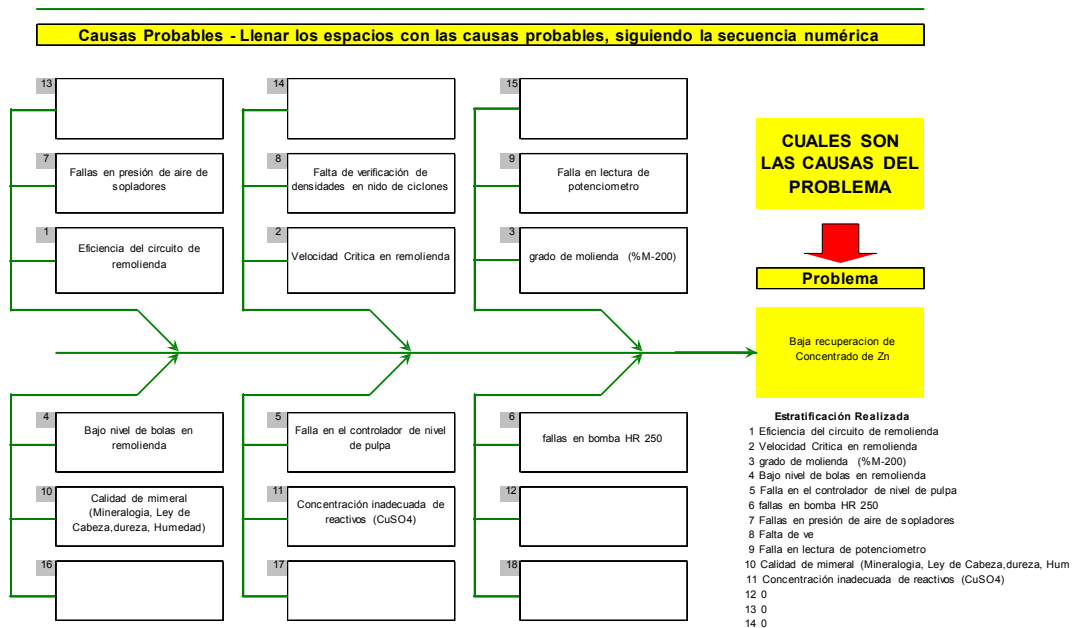 Causas Probables - Llenar los espacios con las causas probables, siguiendo la secuencia numérica
13
14
15
7
Fallas en presión de aire de
sopladores
8
Falta de verificación de
densidades en nido de ciclones
9
Falla en lectura de
potenciometro
1
Eficiencia del circuito de
remolienda
2
Velocidad Critica en remolienda
3
grado de molienda (%M-200)
CUALES SON
LAS CAUSAS DEL
PROBLEMA
Problema
Baja recuperacion de
Concentrado de Zn
4
Bajo nivel de bolas en
remolienda
5
Falla en el controlador de nivel
de pulpa
6
fallas en bomba HR 250
10
Calidad de mimeral
(Mineralogia, Ley de
Cabeza,dureza, Humedad)
11
Concentración inadecuada de
reactivos (CuSO4)
12
16
17
18
Estratificación Realizada
1 Eficiencia del circuito de remolienda
2 Velocidad Critica en remolienda
3 grado de molienda (%M-200)
4 Bajo nivel de bolas en remolienda
5 Falla en el controlador de nivel de pulpa
6 fallas en bomba HR 250
7 Fallas en presión de aire de sopladores
8 Falta de ve
9 Falla en lectura de potenciometro
10 Calidad de mimeral (Mineralogia, Ley de Cabeza,dureza, Hum
11 Concentración inadecuada de reactivos (CuSO4)
12 0
13 0
14 0